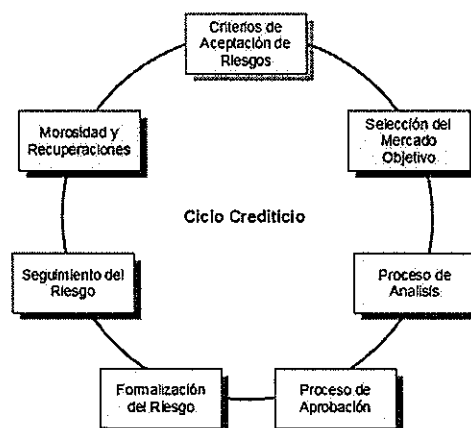 Criterios de
Aceptación de
Riesgos
Selección del
Mercado
Objetivo
Proceso de
Analisis
Proceso de
Aprobación
Formalización
del Riesgo
Seguimiento del
Riesgo
Morosidad y
Recuperaciones
Ciclo Crediticio